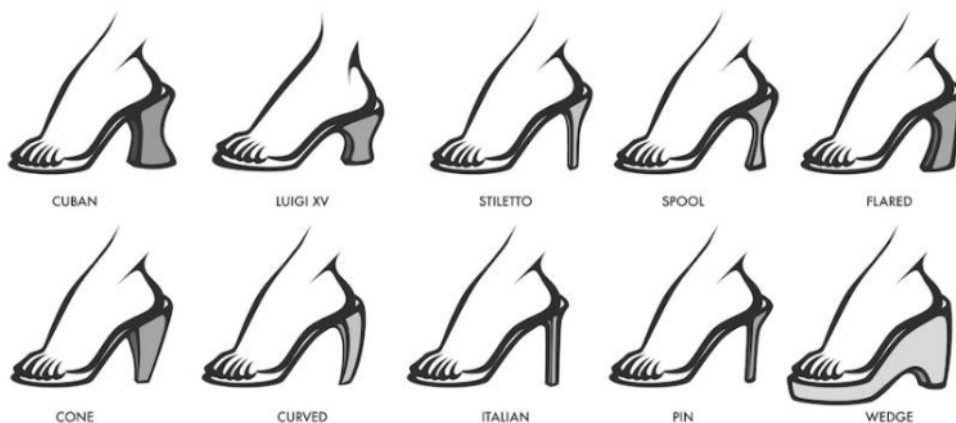 CUBAN
LUIGI XV
STILETTO
SPOOL
FLARED
CONE
CURVED
ITALIAN
PIN
WEDGE